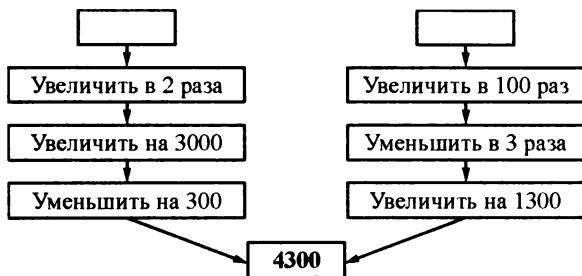 Увеличить в 2 раза
Увеличить на 3000
Уменьшить на 300
Увеличить в 100 раз
Уменьшить в 3 раза
Увеличить на 1300
4300